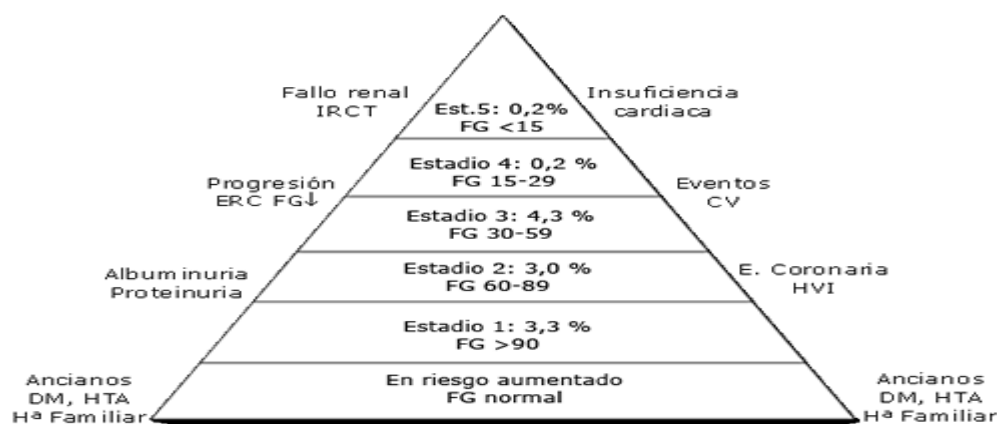 Fallo renal
IRCT
Insuficiencia
cardiaca
Est.5: 0,2%
FG <15
Estadio 4: 0,2 %
FG 15-29
Progresión
ERC FG↓
Eventos
CV
Estadio 3: 4,3 %
FG 30-59
Albuminuria
Proteinuria
Estadio 2: 3,0 %
FG 60-89
E. Coronaria
HVI
Estadio 1: 3,3 %
FG >90
En riesgo aumentado
FG normal
Ancianos
DM, HTA
Hª Familiar
Ancianos
DM, HTA
Hª Familiar